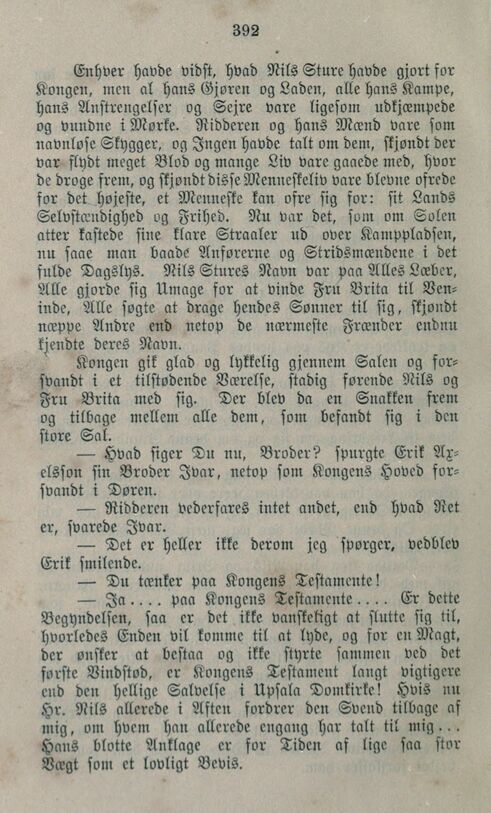 392
Enhver havde vidst, hvad Nils Sture havde gjort for
Kongen, men al hans Gjøren og Laden, alle hans Kampe,
hans Anstrengelser og Sejre vare ligesom udkjæmpede
og vundne i Mørke. Ridderen og hans Mænd vare som
navnløse Skygger, og Ingen havde talt om dem, skjøndt der
var flydt meget Blod og mange Liv vare gaaede med, hvor
de droge frem, og skjøndt disse Menneskeliv vare blevne ofrede
for det højeste, et Menneske kan ofre sig for: sit Lands
Selvstændighed og Frihed. Nu var det, som om Solen
atter kastede sine klare Straaler ud over Kamppladsen,
nu saae man baade Anførerne og Stridsmændene i det
fulde Dagslys. Nils Stures Navn var paa Alles Læber,
Alle gjorde sig Umage for at vinde Fru Brita til Ven-
inde, Alle søgte at drage hendes Sønner til sig, skjøndt
næppe Andre end netop de nærmeste Frænder endnu
kjendte deres Navn.
Kongen gik glad og lykkelig gjennem Salen og for-
svandt i et tilstødende Værelse, stadig førende Nils og
Fru Brita med sig. Der blev da en Snakken frem
og tilbage mellem alle dem, som befandt sig i den
store Sal.
— Hvad siger Du nu, Broder? spurgte Erik Ax-
elsson sin Broder Ivar, netop som Kongens Hoved for-
svandt i Døren.
— Ridderen vederfares intet andet, end hvad Ret
er, svarede Ivar.
— Det er heller ikke derom jeg spørger, vedblev
Erik smilende.
— Du tænker paa Kongens Testamente!
— Ja.... paa Kongens Testamente.... Er dette
Begyndelsen, saa er det ikke vanskeligt at slutte sig til,
hvorledes Enden vil komme til at lyde, og for en Magt,
der ønsker at bestaa og ikke styrte sammen ved det
første Vindstød, er Kongens Testament langt vigtigere
end den hellige Salvelse i Upsala Domkirke! Hvis nu
Hr. Nils allerede i Aften fordrer den Svend tilbage af
mig, om hvem han allerede engang har talt til mig...
Hans blotte Anklage er for Tiden af lige saa stor
Vægt som et lovligt Bevis.